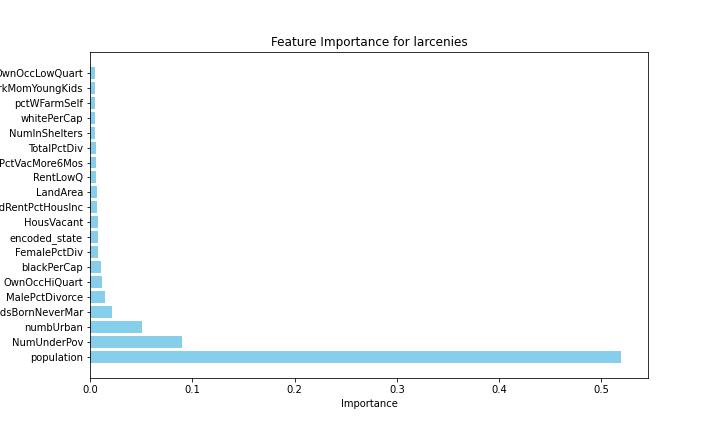 Feature Importance for larcenies
OwnOccLowQuart
rkMomYoungKids
pctWFarmSelf
whitePerCap
NumInShelters
TotalPctDiv
PctVacMore6Mos
RentLowQ
LandArea
dRentPctHousInc
HousVacant
encoded_state
FemalePctDiv
blackPerCap
OwnOccHiQuart
MalePctDivorce
dsBornNeverMar
numbUrban
NumUnderPov
population
0.0 0.1 0.2 0.3 0.4 0.5
Importance